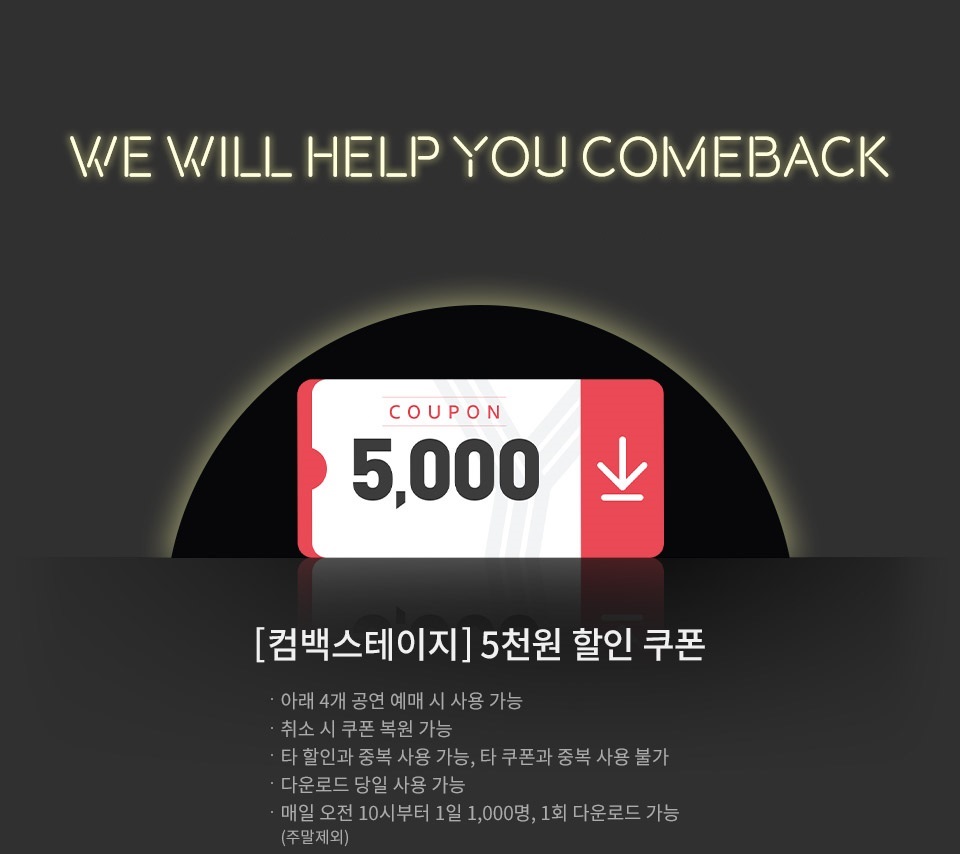 WE WILL HELP YOU COMEBACK
COUPON
5,000
[컴백스테이지] 5천원 할인 쿠폰
· 아래 4개 공연 예매 시 사용 가능
· 취소 시 쿠폰 복원 가능
· 타 할인과 중복 사용 가능, 타 쿠폰과 중복 사용 불가
· 다운로드 당일 사용 가능
· 매일 오전 10시부터 1일 1,000명, 1회 다운로드 가능
(주말제외)